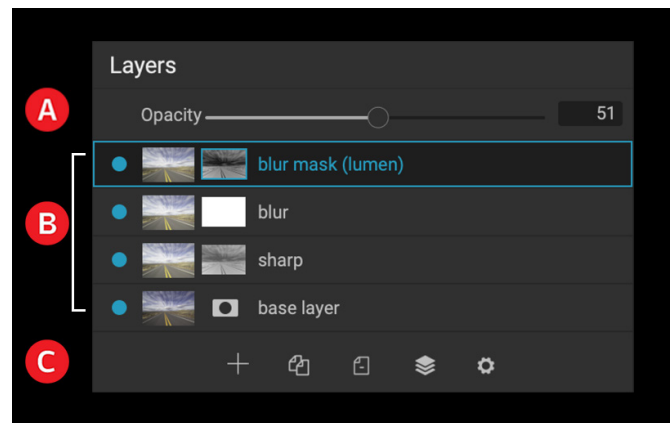 Layers
A
Opacity 51
blur mask (lumen)
B
blur
sharp
base layer
C